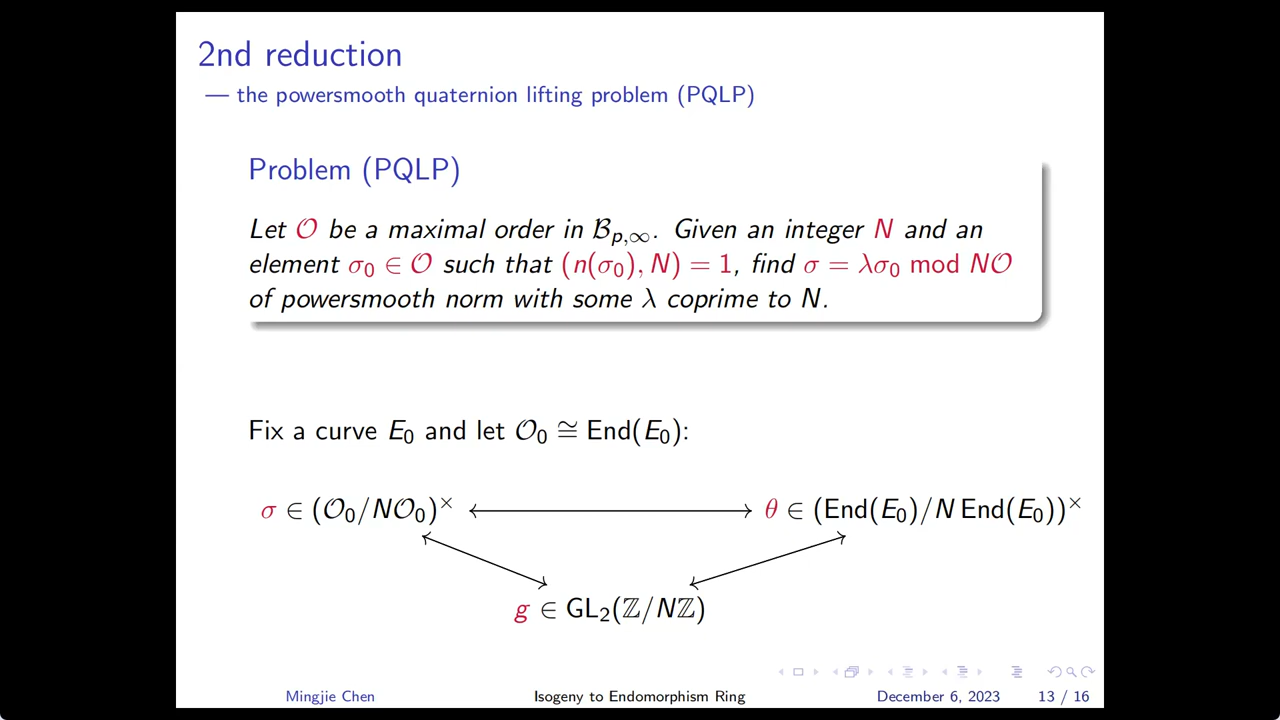 2nd reduction
— the powersmooth quaternion lifting problem (PQLP)
Problem (PQLP)
Let 𝒪 be a maximal order in ℬ_{p,∞}. Given an integer N and an
element σ₀ ∈ 𝒪 such that (n(σ₀), N) = 1, find σ = λσ₀ mod N𝒪
of powersmooth norm with some λ coprime to N.
Fix a curve E₀ and let 𝒪₀ ≅ End(E₀):
σ ∈ (𝒪₀/N𝒪₀)^× θ ∈ (End(E₀)/N End(E₀))^×
g ∈ GL₂(ℤ/Nℤ)
Mingjie Chen Isogeny to Endomorphism Ring December 6, 2023 13 / 16